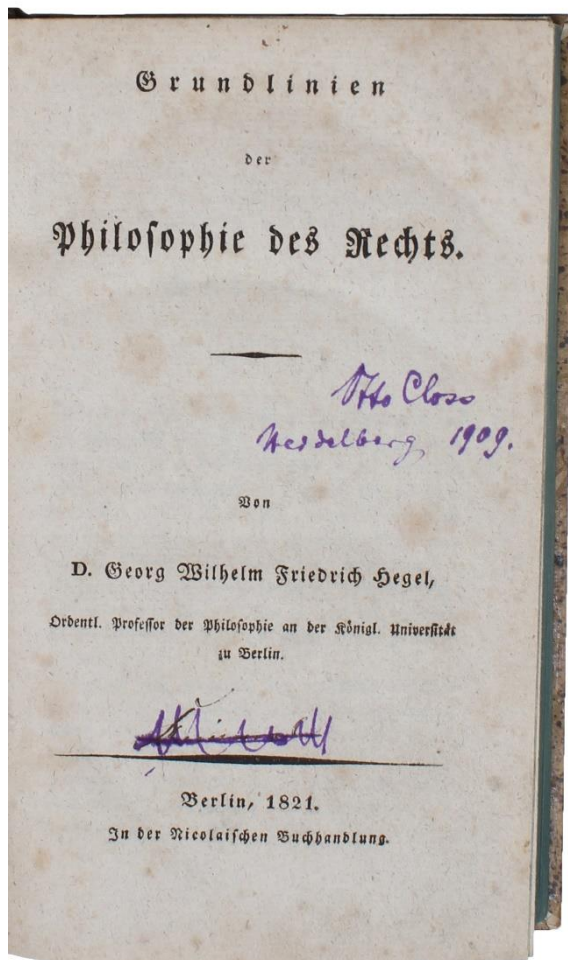 Grundlinien
der
Philoſophie des Rechts.
Otto Closs
Heidelberg, 1909.
Von
D. Georg Wilhelm Friedrich Hegel,
Ordentl. Profeſſor der Philoſophie an der Königl. Univerſität
zu Berlin.
Berlin, 1821.
In der Nicolaiſchen Buchhandlung.